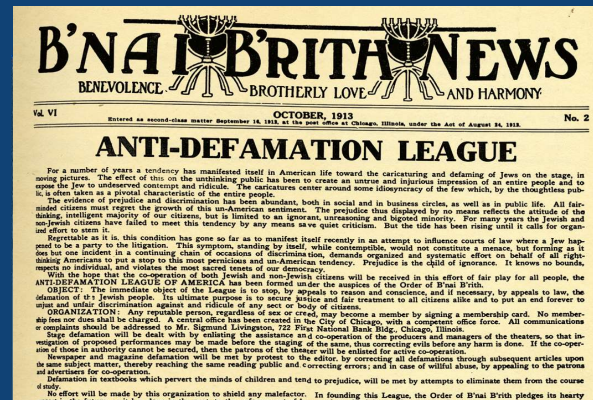 B'NAI B'RITH NEWS
BENEVOLENCE BROTHERLY LOVE AND HARMONY
Vol. VI OCTOBER, 1913 No. 2
Entered as second-class matter September 16, 1913, at the post office at Chicago, Illinois, under the Act of August 24, 1912.
ANTI-DEFAMATION LEAGUE
For a number of years a tendency has manifested itself in American life toward the caricaturing and defaming of Jews on the stage, in
moving pictures. The effect of this on the unthinking public has been to create an untrue and injurious impression of an entire people and to
expose the Jew to undeserved contempt and ridicule. The caricatures center around some idiosyncracy of the few which, by the thoughtless pub-
lic, is often taken as a pivotal characteristic of the entire people.
The evidence of prejudice and discrimination has been abundant, both in social and in business circles, as well as in public life. All fair-
minded citizens must regret the growth of this un-American sentiment. The prejudice thus displayed by no means reflects the attitude of the
thinking, intelligent majority of our citizens, but is limited to an ignorant, unreasoning and bigoted minority. For many years the Jewish and
non-Jewish citizens have failed to meet this tendency by any means save quiet criticism. But the tide has been rising until it calls for organ-
ized effort to stem it.
Regrettable as it is, this condition has gone so far as to manifest itself recently in an attempt to influence courts of law where a Jew hap-
pened to be a party to the litigation. This symptom, standing by itself, while contemptible, would not constitute a menace, but forming as it
does but one incident in a continuing chain of occasions of discrimination, demands organized and systematic effort on behalf of all right-
thinking Americans to put a stop to this most pernicious and un-American tendency. Prejudice is the child of ignorance. It knows no bounds,
respects no individual, and violates the most sacred tenets of our democracy.
With the hope that the co-operation of both Jewish and non-Jewish citizens will be received in this effort of fair play for all people, the
ANTI-DEFAMATION LEAGUE OF AMERICA has been formed under the auspices of the Order of B'nai B'rith.
OBJECT: The immediate object of the League is to stop, by appeals to reason and conscience, and if necessary, by appeals to law, the
defamation of the Jewish people. Its ultimate purpose is to secure justice and fair treatment to all citizens alike and to put an end forever to
unjust and unfair discrimination against and ridicule of any sect or body of citizens.
ORGANIZATION: Any reputable person, regardless of sex or creed, may become a member by signing a membership card. No member-
ship fees nor dues shall be charged. A central office has been created in the City of Chicago, with a competent office force. All communications
or complaints should be addressed to Mr. Sigmund Livingston, 722 First National Bank Bldg., Chicago, Illinois.
Stage defamation will be dealt with by enlisting the assistance and co-operation of the producers and managers of the theaters, so that in-
vestigation of proposed performances may be made before the staging of the same, thus correcting evils before any harm is done. If the co-oper-
ation of those in authority cannot be secured, then the patrons of the theater will be enlisted for active co-operation.
Newspaper and magazine defamation will be met by protest to the editor, by correcting all defamations through subsequent articles upon
the same subject matter, thereby reaching the same reading public and correcting errors; and in case of willful abuse, by appealing to the patrons
and advertisers for co-operation.
Defamation in textbooks which pervert the minds of children and tend to prejudice, will be met by attempts to eliminate them from the course
of study.
No effort will be made by this organization to shield any malefactor. In founding this League, the Order of B'nai B'rith pledges its hearty